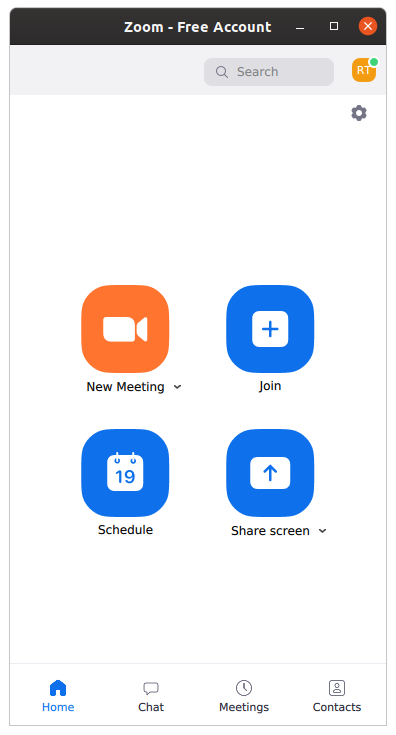 Zoom - Free Account
Search
RT
New Meeting
Join
19
Schedule
Share screen
Home
Chat
Meetings
Contacts